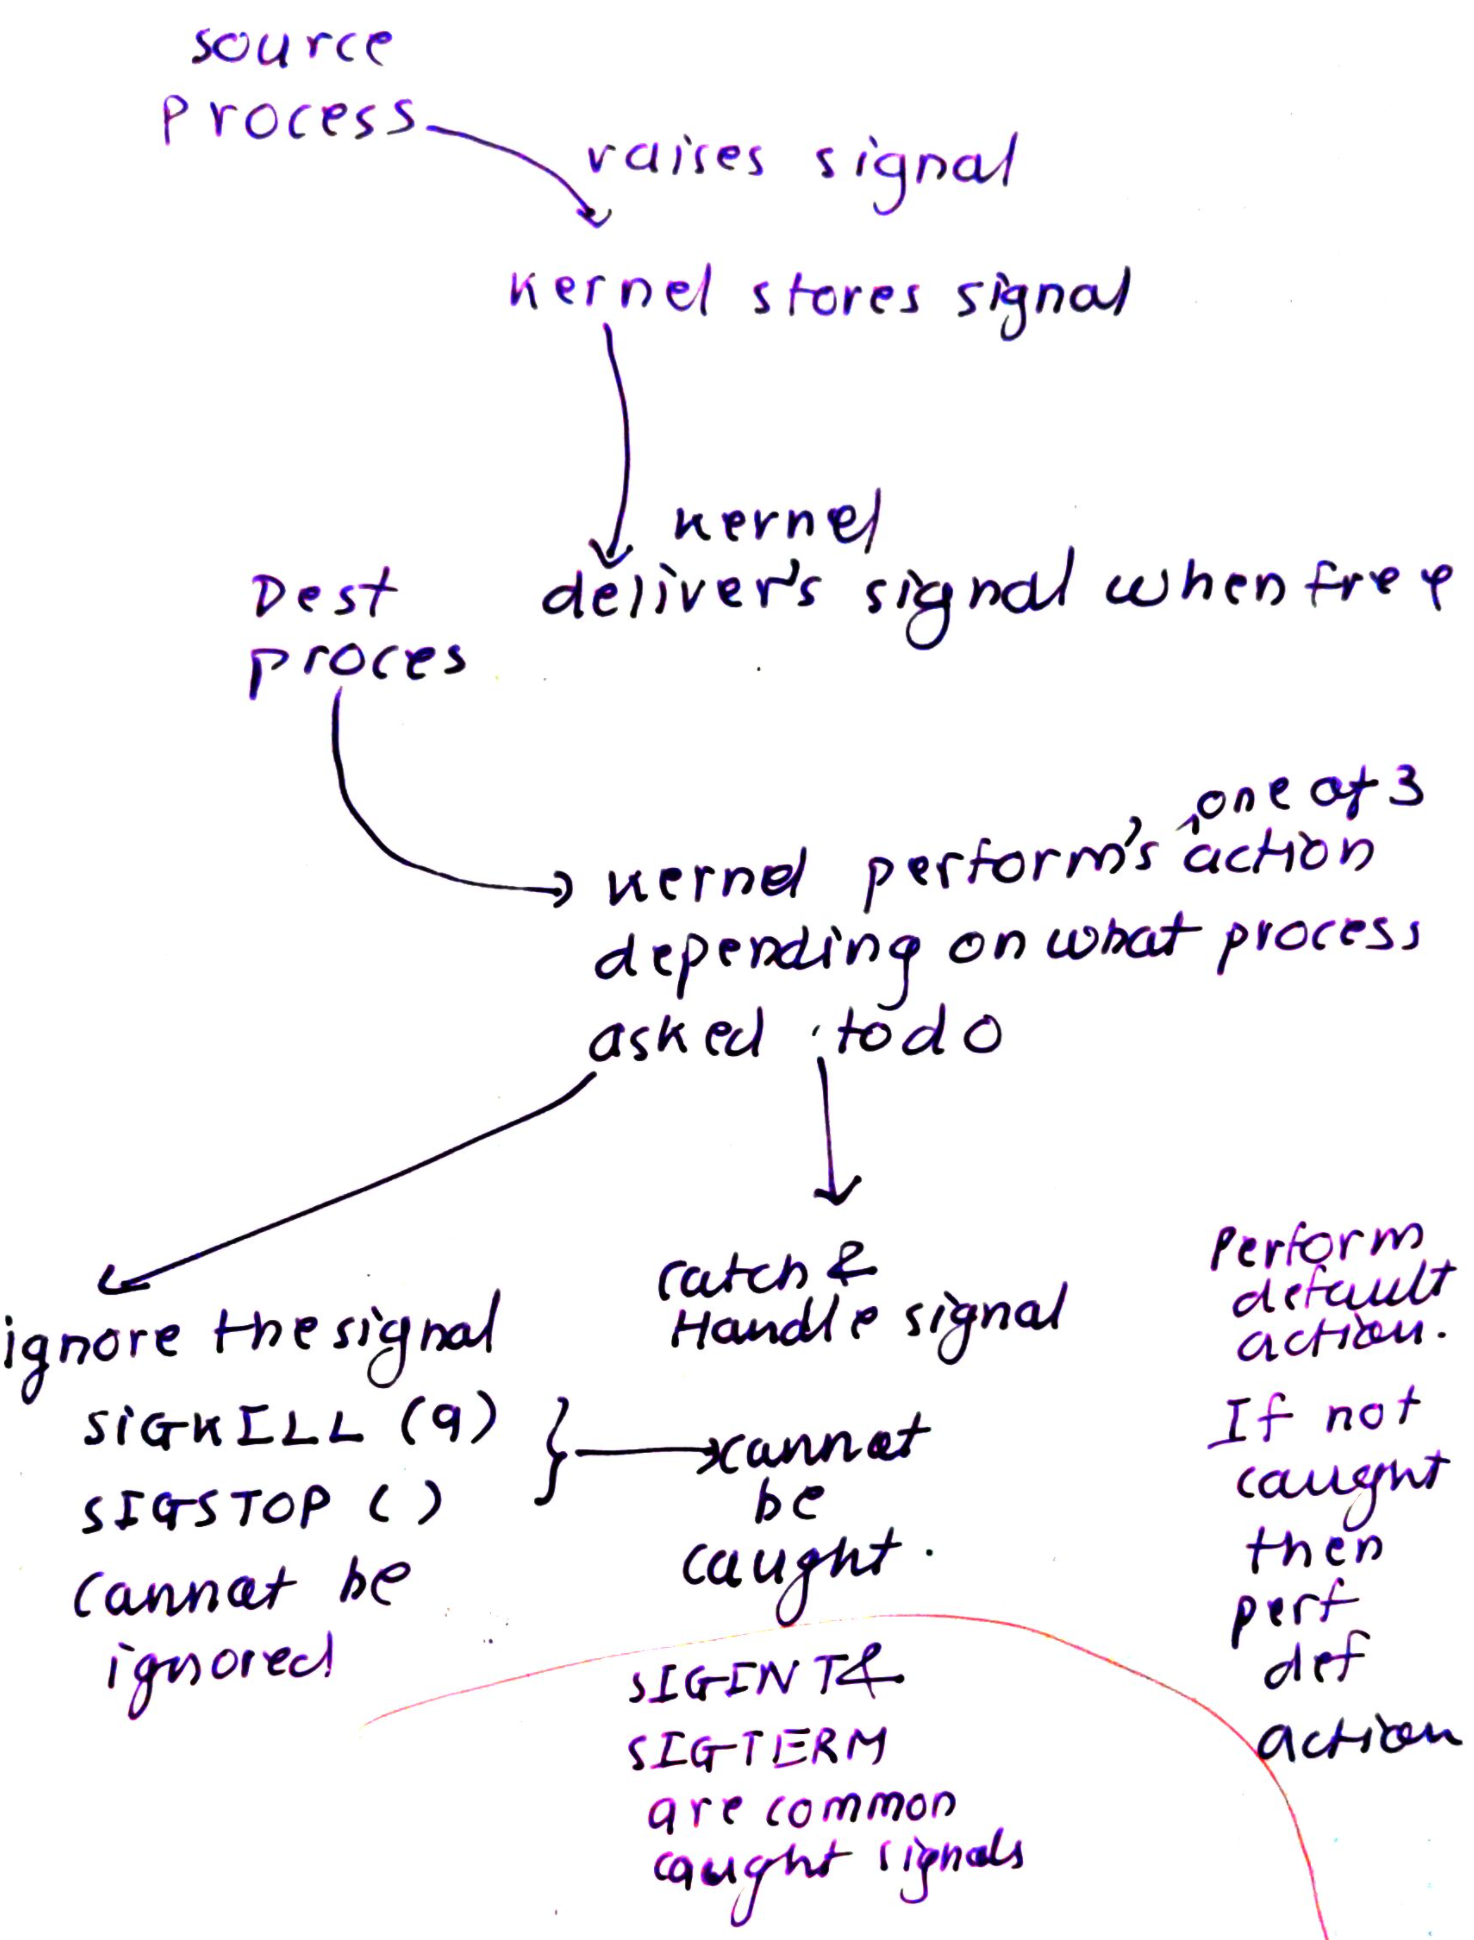 source
process
raises signal
kernel stores signal
kernel
deliver's signal when free
Dest
proces
one of 3
kernel perform's action
depending on what process
asked to do
ignore the signal
SIGKILL (9)
SIGSTOP ( )
cannot be
ignored
catch &
Handle signal
cannot
be
caught.
SIGINT &
SIGTERM
are common
caught signals
Perform
default
action.
If not
caught
then
perf
def
action